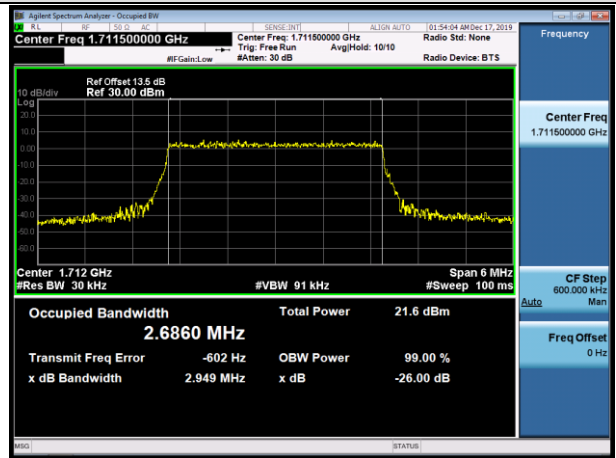 Agilent Spectrum Analyzer - Occupied BW
RL RF 50 Ω AC SENSE:INT ALIGN AUTO 01:54:04 AM Dec 17, 2019
Center Freq 1.711500000 GHz
Center Freq: 1.711500000 GHz
Radio Std: None
Trig: Free Run Avg|Hold: 10/10
#IFGain:Low #Atten: 30 dB Radio Device: BTS
Ref Offset 13.5 dB
10 dB/div Ref 30.00 dBm
Log
20.0
10.0
0.00
-10.0
-20.0
-30.0
-40.0
-50.0
-60.0
Center 1.712 GHz Span 6 MHz
#Res BW 30 kHz #VBW 91 kHz #Sweep 100 ms
Occupied Bandwidth Total Power 21.6 dBm
2.6860 MHz
Transmit Freq Error -602 Hz OBW Power 99.00 %
x dB Bandwidth 2.949 MHz x dB -26.00 dB
MSG STATUS
Frequency
Center Freq
1.711500000 GHz
CF Step
600.000 kHz
Auto Man
Freq Offset
0 Hz